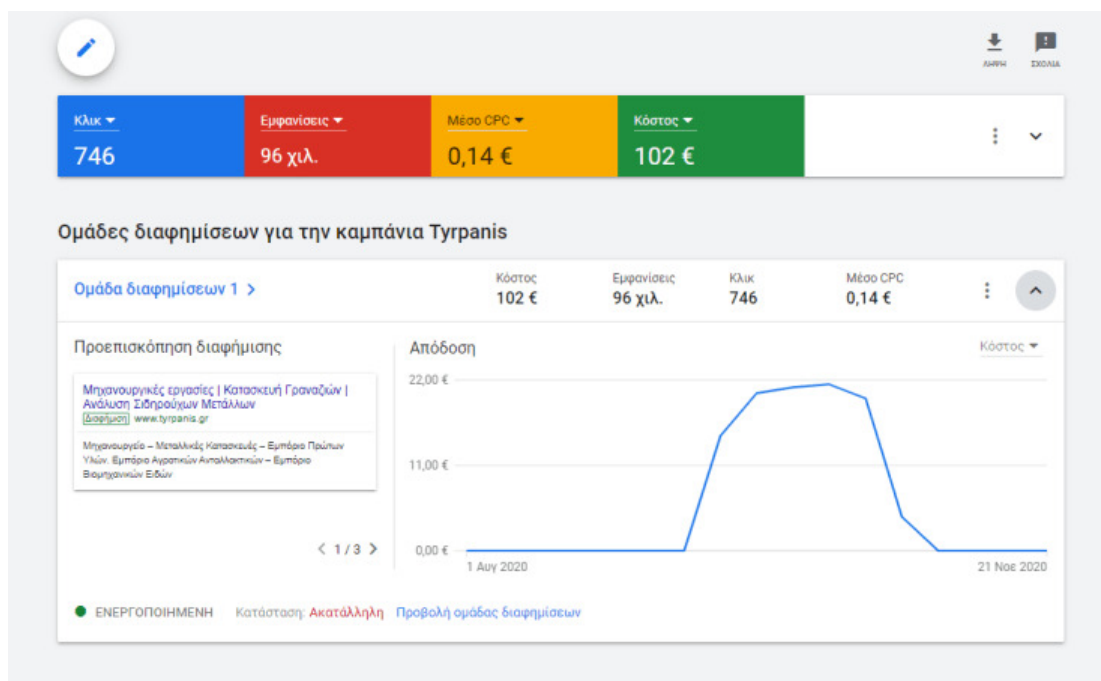 ΛΗΨΗ ΣΧΟΛΙΑ
Κλικ Εμφανίσεις Μέσο CPC Κόστος
746 96 χιλ. 0,14 € 102 €
Ομάδες διαφημίσεων για την καμπάνια Tyrpanis
Ομάδα διαφημίσεων 1 Κόστος Εμφανίσεις Κλικ Μέσο CPC
102 € 96 χιλ. 746 0,14 €
Προεπισκόπηση διαφήμισης
Μηχανουργικές εργασίες | Κατασκευή Γραναζιών |
Ανάλυση Σιδηρούχων Μετάλλων
Διαφήμιση www.tyrpanis.gr
Μηχανουργείο – Μεταλλικές Κατασκευές – Εμπόριο Πρώτων
Υλών. Εμπόριο Αγροτικών Ανταλλακτικών – Εμπόριο
Βιομηχανικών Ειδών
1 / 3
Απόδοση Κόστος
22,00 €
11,00 €
0,00 €
1 Αυγ 2020 21 Νοε 2020
ΕΝΕΡΓΟΠΟΙΗΜΕΝΗ Κατάσταση: Ακατάλληλη Προβολή ομάδας διαφημίσεων